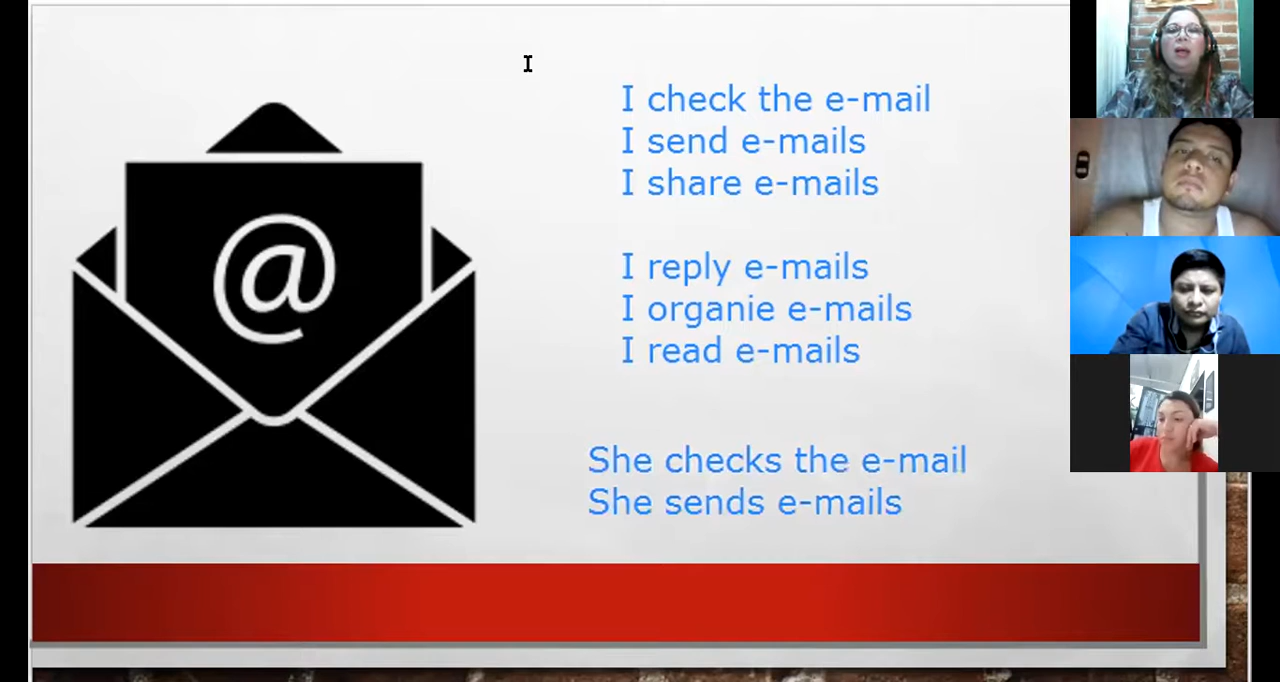 @
I check the e-mail
I send e-mails
I share e-mails
I reply e-mails
I organie e-mails
I read e-mails
She checks the e-mail
She sends e-mails